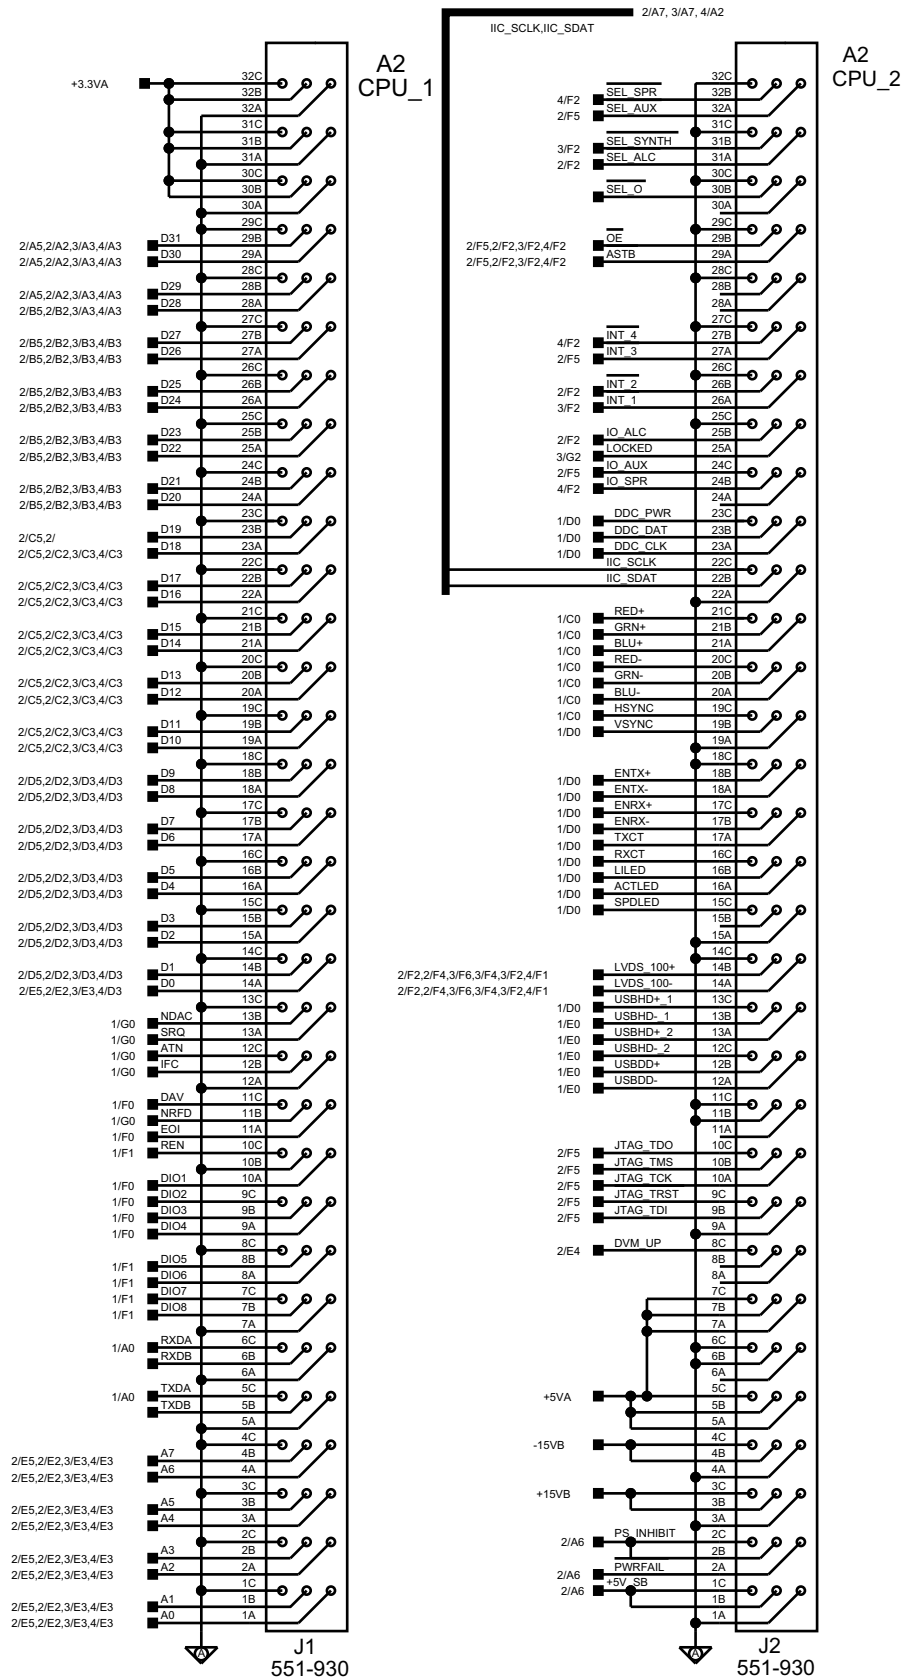 2/A7, 3/A7, 4/A2
IIC_SCLK,IIC_SDAT
A2
CPU_1
+3.3VA
32C
32B
32A
31C
31B
31A
30C
30B
30A
29C
2/A5,2/A2,3/A3,4/A3 D31 29B
2/A5,2/A2,3/A3,4/A3 D30 29A
28C
2/A5,2/A2,3/A3,4/A3 D29 28B
2/B5,2/B2,3/A3,4/A3 D28 28A
27C
2/B5,2/B2,3/B3,4/B3 D27 27B
2/B5,2/B2,3/B3,4/B3 D26 27A
26C
2/B5,2/B2,3/B3,4/B3 D25 26B
2/B5,2/B2,3/B3,4/B3 D24 26A
25C
2/B5,2/B2,3/B3,4/B3 D23 25B
2/B5,2/B2,3/B3,4/B3 D22 25A
24C
2/B5,2/B2,3/B3,4/B3 D21 24B
2/B5,2/B2,3/B3,4/B3 D20 24A
23C
2/C5,2/ D19 23B
2/C5,2/C2,3/C3,4/C3 D18 23A
22C
2/C5,2/C2,3/C3,4/C3 D17 22B
2/C5,2/C2,3/C3,4/C3 D16 22A
21C
2/C5,2/C2,3/C3,4/C3 D15 21B
2/C5,2/C2,3/C3,4/C3 D14 21A
20C
2/C5,2/C2,3/C3,4/C3 D13 20B
2/C5,2/C2,3/C3,4/C3 D12 20A
19C
2/C5,2/C2,3/C3,4/C3 D11 19B
2/C5,2/C2,3/C3,4/C3 D10 19A
18C
2/D5,2/D2,3/D3,4/D3 D9 18B
2/D5,2/D2,3/D3,4/D3 D8 18A
17C
2/D5,2/D2,3/D3,4/D3 D7 17B
2/D5,2/D2,3/D3,4/D3 D6 17A
16C
2/D5,2/D2,3/D3,4/D3 D5 16B
2/D5,2/D2,3/D3,4/D3 D4 16A
15C
2/D5,2/D2,3/D3,4/D3 D3 15B
2/D5,2/D2,3/D3,4/D3 D2 15A
14C
2/D5,2/D2,3/D3,4/D3 D1 14B
2/E5,2/E2,3/E3,4/D3 D0 14A
13C
1/G0 NDAC 13B
1/G0 SRQ 13A
1/G0 ATN 12C
1/G0 IFC 12B
12A
1/F0 DAV 11C
1/G0 NRFD 11B
1/F0 EOI 11A
1/F1 REN 10C
10B
1/F0 DIO1 10A
1/F0 DIO2 9C
1/F0 DIO3 9B
1/F0 DIO4 9A
8C
1/F1 DIO5 8B
1/F1 DIO6 8A
1/F1 DIO7 7C
1/F1 DIO8 7B
7A
1/A0 RXDA 6C
RXDB 6B
6A
1/A0 TXDA 5C
TXDB 5B
5A
4C
2/E5,2/E2,3/E3,4/E3 A7 4B
2/E5,2/E2,3/E3,4/E3 A6 4A
3C
2/E5,2/E2,3/E3,4/E3 A5 3B
2/E5,2/E2,3/E3,4/E3 A4 3A
2C
2/E5,2/E2,3/E3,4/E3 A3 2B
2/E5,2/E2,3/E3,4/E3 A2 2A
1C
2/E5,2/E2,3/E3,4/E3 A1 1B
2/E5,2/E2,3/E3,4/E3 A0 1A
A
J1
551-930
A2
CPU_2
32C
4/F2 SEL_SPR 32B
2/F5 SEL_AUX 32A
31C
3/F2 SEL_SYNTH 31B
2/F2 SEL_ALC 31A
30C
SEL_O 30B
30A
29C
2/F5,2/F2,3/F2,4/F2 OE 29B
2/F5,2/F2,3/F2,4/F2 ASTB 29A
28C
28B
28A
27C
4/F2 INT_4 27B
2/F5 INT_3 27A
26C
2/F2 INT_2 26B
3/F2 INT_1 26A
25C
2/F2 IO_ALC 25B
3/G2 LOCKED 25A
2/F5 IO_AUX 24C
4/F2 IO_SPR 24B
24A
1/D0 DDC_PWR 23C
1/D0 DDC_DAT 23B
1/D0 DDC_CLK 23A
IIC_SCLK 22C
IIC_SDAT 22B
22A
1/C0 RED+ 21C
1/C0 GRN+ 21B
1/C0 BLU+ 21A
1/C0 RED- 20C
1/C0 GRN- 20B
1/C0 BLU- 20A
1/C0 HSYNC 19C
1/D0 VSYNC 19B
19A
18C
1/D0 ENTX+ 18B
1/D0 ENTX- 18A
1/D0 ENRX+ 17C
1/D0 ENRX- 17B
1/D0 TXCT 17A
1/D0 RXCT 16C
1/D0 LILED 16B
1/D0 ACTLED 16A
1/D0 SPDLED 15C
15B
15A
14C
2/F2,2/F4,3/F6,3/F4,3/F2,4/F1 LVDS_100+ 14B
2/F2,2/F4,3/F6,3/F4,3/F2,4/F1 LVDS_100- 14A
1/D0 USBHD+_1 13C
1/E0 USBHD-_1 13B
1/E0 USBHD+_2 13A
1/E0 USBHD-_2 12C
1/E0 USBDD+ 12B
1/E0 USBDD- 12A
11C
11B
11A
2/F5 JTAG_TDO 10C
2/F5 JTAG_TMS 10B
2/F5 JTAG_TCK 10A
2/F5 JTAG_TRST 9C
2/F5 JTAG_TDI 9B
9A
2/E4 DVM_UP 8C
8B
8A
7C
7B
7A
6C
6B
6A
+5VA 5C
5B
5A
-15VB 4C
4B
4A
+15VB 3C
3B
3A
2/A6 PS_INHIBIT 2C
2B
2/A6 PWRFAIL 2A
2/A6 +5V_SB 1C
1B
1A
A
J2
551-930